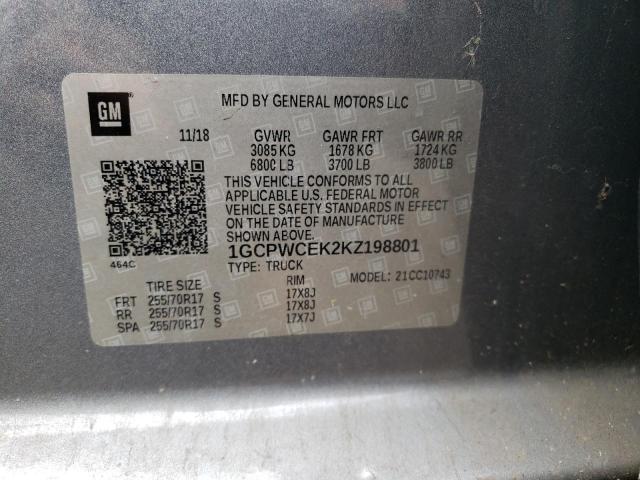 GM
MFD BY GENERAL MOTORS LLC
11/18 GVWR GAWR FRT GAWR RR
3085 KG 1678 KG 1724 KG
6800 LB 3700 LB 3800 LB
THIS VEHICLE CONFORMS TO ALL
APPLICABLE U.S. FEDERAL MOTOR
VEHICLE SAFETY STANDARDS IN EFFECT
ON THE DATE OF MANUFACTURE
SHOWN ABOVE.
464C
1GCPWCEK2KZ198801
TYPE: TRUCK MODEL: 21CC10743
TIRE SIZE RIM
FRT 255/70R17 S 17X8J
RR 255/70R17 S 17X8J
SPA 255/70R17 S 17X7J